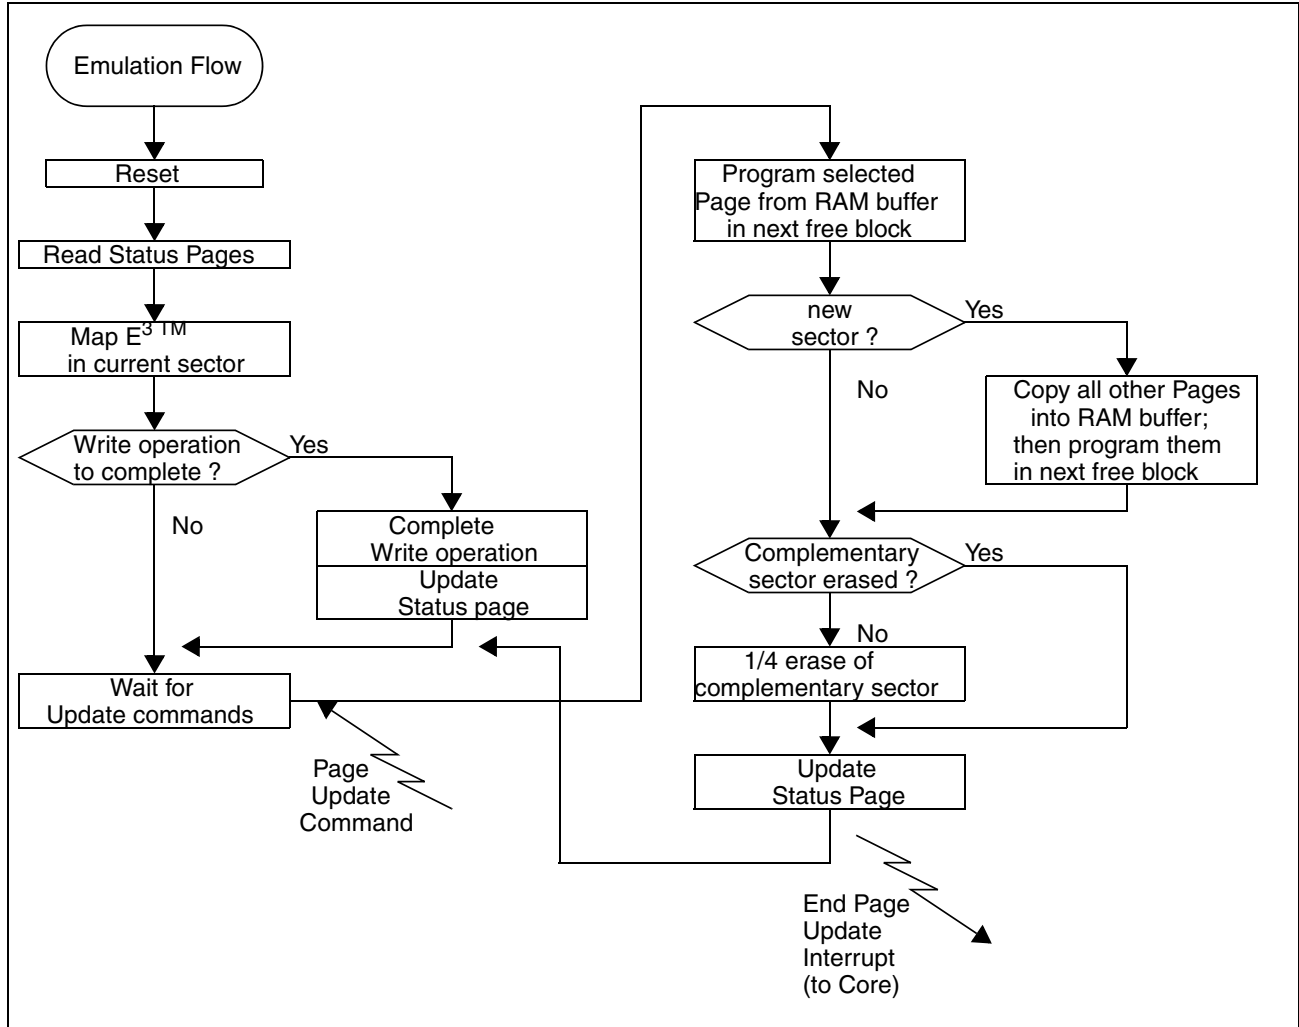 Emulation Flow
Reset
Read Status Pages
Map E³ ™
in current sector
Write operation
to complete ?
Yes
No
Complete
Write operation
Update
Status page
Wait for
Update commands
Page
Update
Command
Program selected
Page from RAM buffer
in next free block
new
sector ?
Yes
No
Copy all other Pages
into RAM buffer;
then program them
in next free block
Complementary
sector erased ?
Yes
No
1/4 erase of
complementary sector
Update
Status Page
End Page
Update
Interrupt
(to Core)